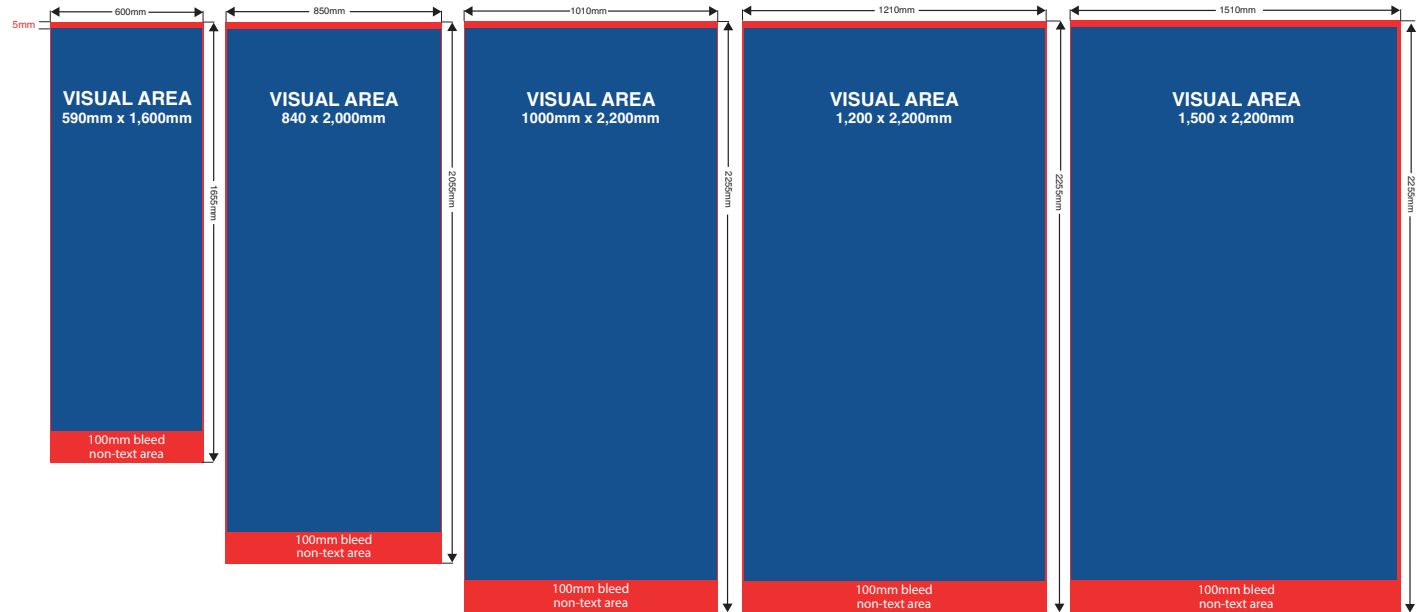 600mm
850mm
1010mm
1210mm
1510mm
5mm
VISUAL AREA
590mm x 1,600mm
1655mm
VISUAL AREA
840 x 2,000mm
2055mm
VISUAL AREA
1000mm x 2,200mm
2255mm
VISUAL AREA
1,200 x 2,200mm
2255mm
VISUAL AREA
1,500 x 2,200mm
2255mm
100mm bleed
non-text area
100mm bleed
non-text area
100mm bleed
non-text area
100mm bleed
non-text area
100mm bleed
non-text area